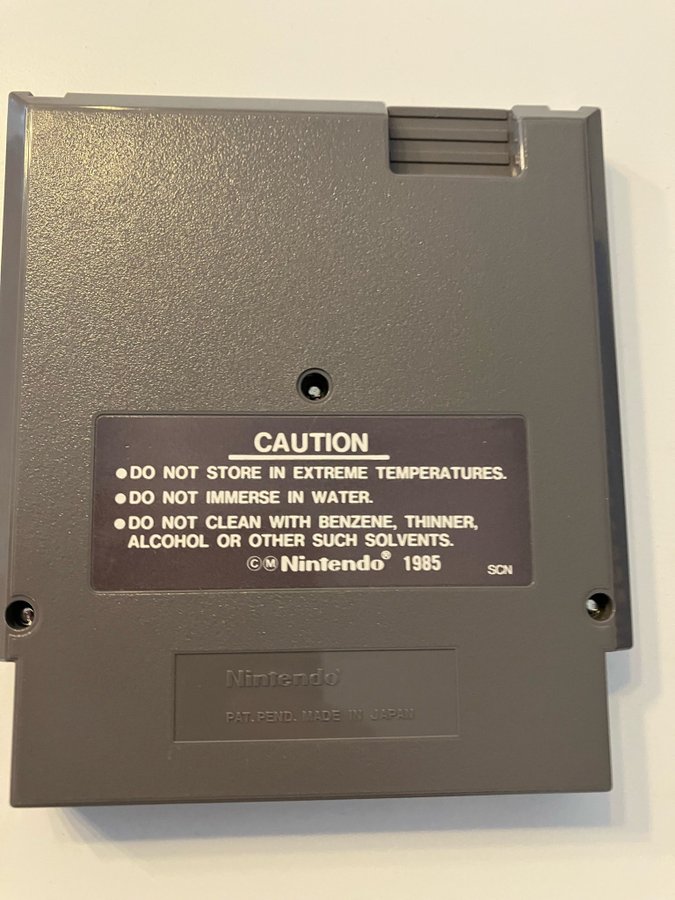 CAUTION
●DO NOT STORE IN EXTREME TEMPERATURES.
●DO NOT IMMERSE IN WATER.
●DO NOT CLEAN WITH BENZENE, THINNER,
ALCOHOL OR OTHER SUCH SOLVENTS.
ⒸⓂNintendo® 1985 SCN
Nintendo
PAT. PEND. MADE IN JAPAN